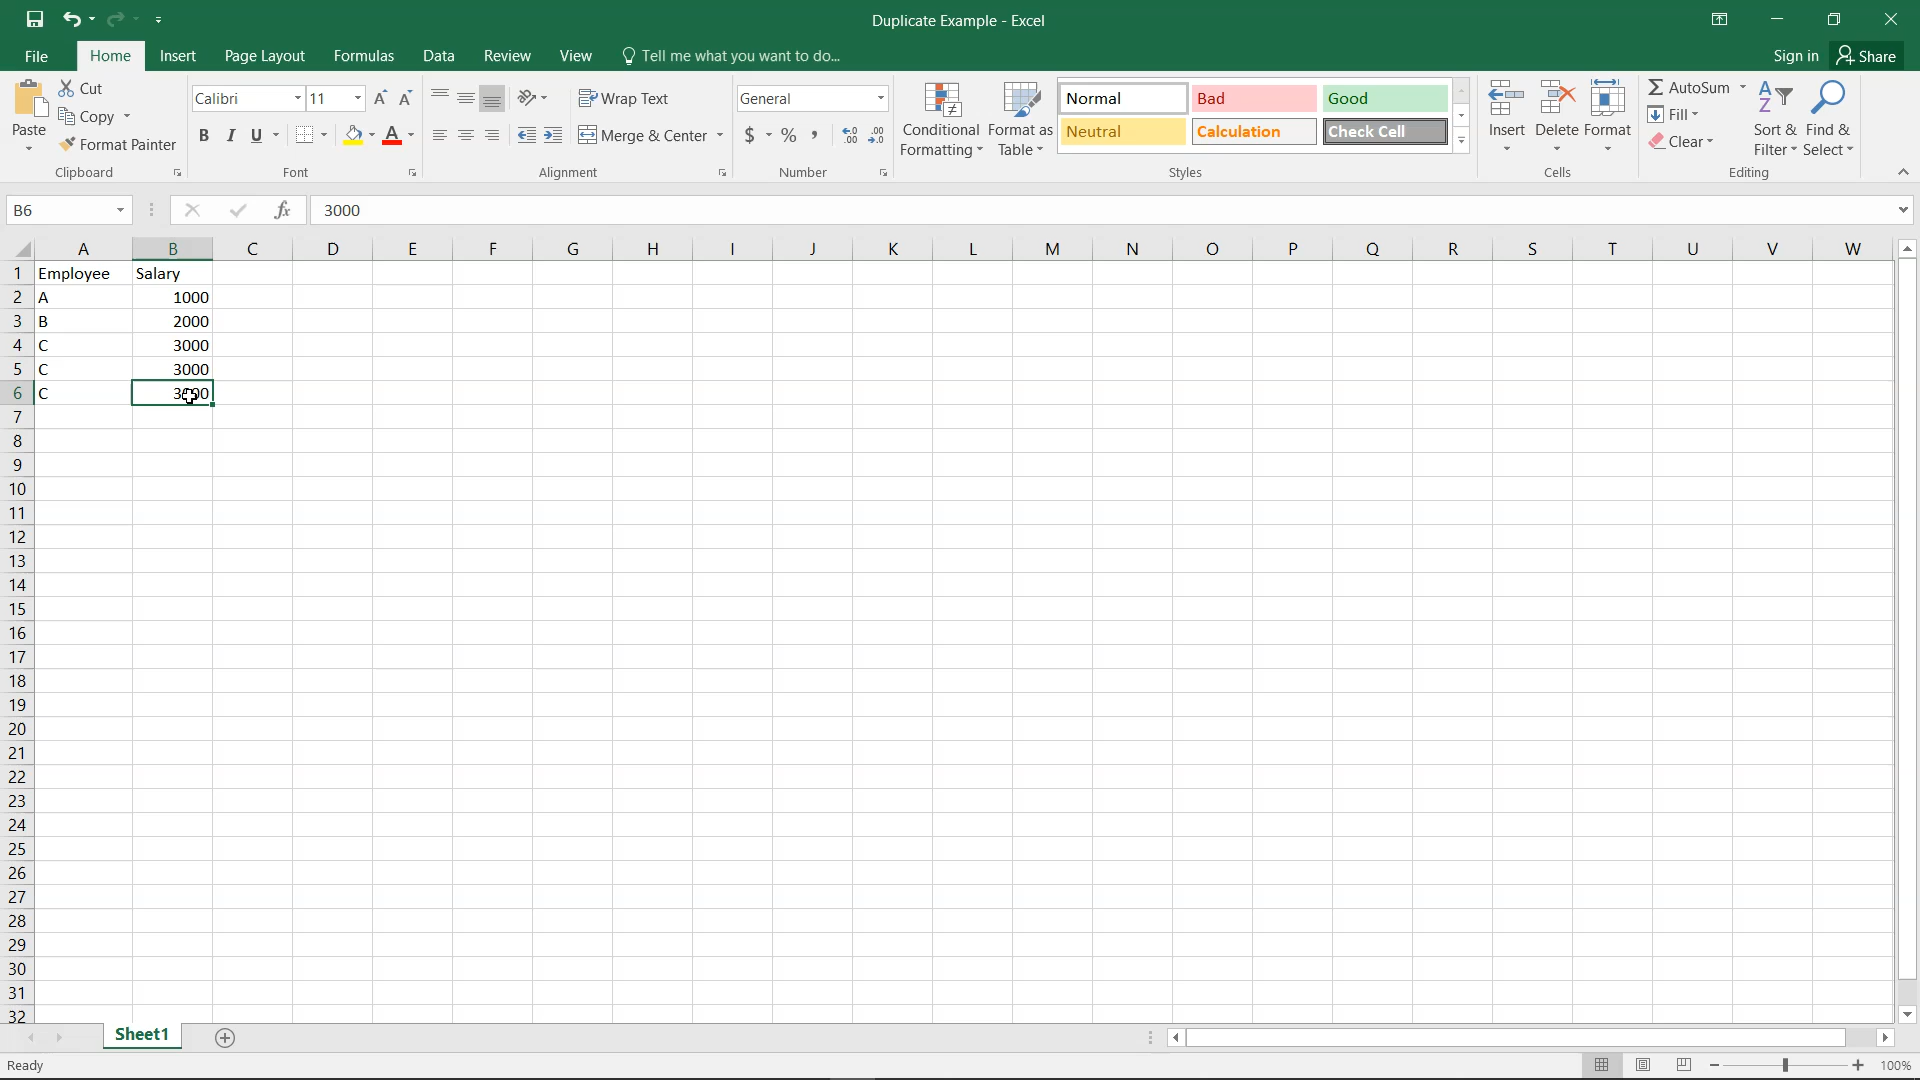 Duplicate Example - Excel
File Home Insert Page Layout Formulas Data Review View Tell me what you want to do... Sign in Share
Paste Cut Copy Format Painter Clipboard
Calibri 11 B I U A Font
Wrap Text Merge & Center Alignment
General $ % , Number
Conditional Formatting Format as Table
Normal Bad Good
Neutral Calculation Check Cell
Styles
Insert Delete Format Cells
AutoSum Fill Clear Sort & Filter Find & Select Editing
B6 fx 3000
A B C D E F G H I J K L M N O P Q R S T U V W
1 Employee Salary
2 A 1000
3 B 2000
4 C 3000
5 C 3000
6 C 3000
7
8
9
10
11
12
13
14
15
16
17
18
19
20
21
22
23
24
25
26
27
28
29
30
31
32
Sheet1
Ready 100%